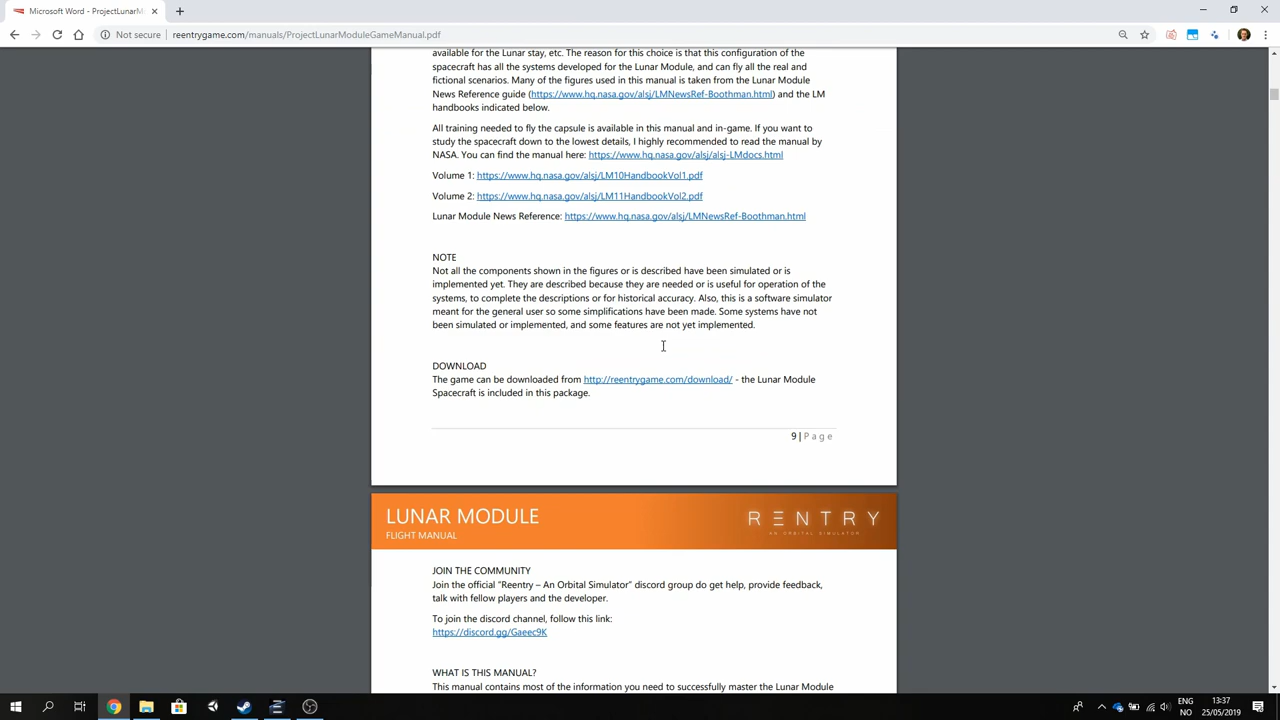 Microsoft Word - ProjectLunarM
Not secure | reentrygame.com/manuals/ProjectLunarModuleGameManual.pdf
available for the Lunar stay, etc. The reason for this choice is that this configuration of the
spacecraft has all the systems developed for the Lunar Module, and can fly all the real and
fictional scenarios. Many of the figures used in this manual is taken from the Lunar Module
News Reference guide (https://www.hq.nasa.gov/alsj/LMNewsRef-Boothman.html) and the LM
handbooks indicated below.
All training needed to fly the capsule is available in this manual and in-game. If you want to
study the spacecraft down to the lowest details, I highly recommended to read the manual by
NASA. You can find the manual here: https://www.hq.nasa.gov/alsj/alsj-LMdocs.html
Volume 1: https://www.hq.nasa.gov/alsj/LM10HandbookVol1.pdf
Volume 2: https://www.hq.nasa.gov/alsj/LM11HandbookVol2.pdf
Lunar Module News Reference: https://www.hq.nasa.gov/alsj/LMNewsRef-Boothman.html
NOTE
Not all the components shown in the figures or is described have been simulated or is
implemented yet. They are described because they are needed or is useful for operation of the
systems, to complete the descriptions or for historical accuracy. Also, this is a software simulator
meant for the general user so some simplifications have been made. Some systems have not
been simulated or implemented, and some features are not yet implemented.
DOWNLOAD
The game can be downloaded from http://reentrygame.com/download/ - the Lunar Module
Spacecraft is included in this package.
9 | Page
LUNAR MODULE
FLIGHT MANUAL
RENTRY
AN ORBITAL SIMULATOR
JOIN THE COMMUNITY
Join the official “Reentry – An Orbital Simulator” discord group do get help, provide feedback,
talk with fellow players and the developer.
To join the discord channel, follow this link:
https://discord.gg/Gaeec9K
WHAT IS THIS MANUAL?
This manual contains most of the information you need to successfully master the Lunar Module
ENG
NO
13:37
25/05/2019